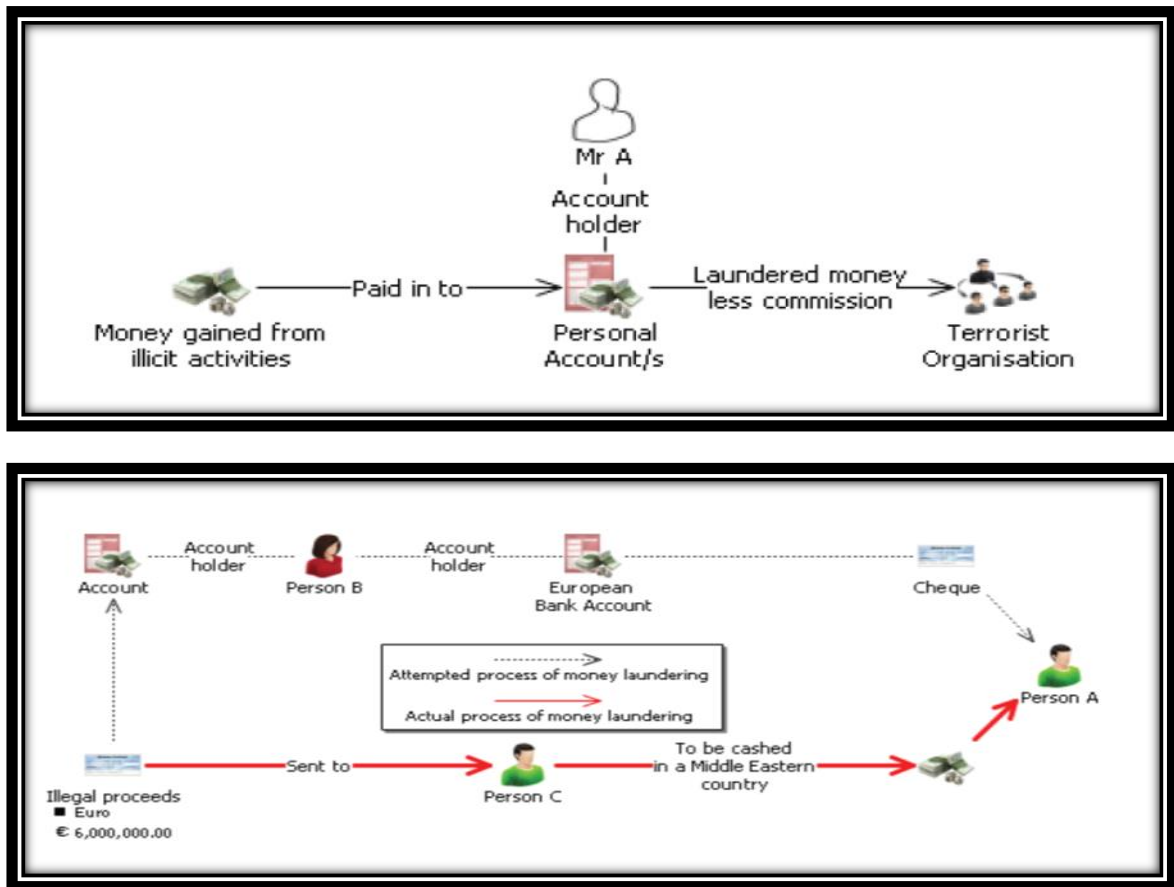 Mr A
Account
holder
Paid in to
Laundered money
less commission
Money gained from
illicit activities
Personal
Account/s
Terrorist
Organisation
Account
holder
Account
holder
Account
Person B
European
Bank Account
Cheque
Attempted process of money laundering
Actual process of money laundering
Person A
Sent to
To be cashed
in a Middle Eastern
country
Illegal proceeds
Person C
■ Euro
€ 6,000,000.00